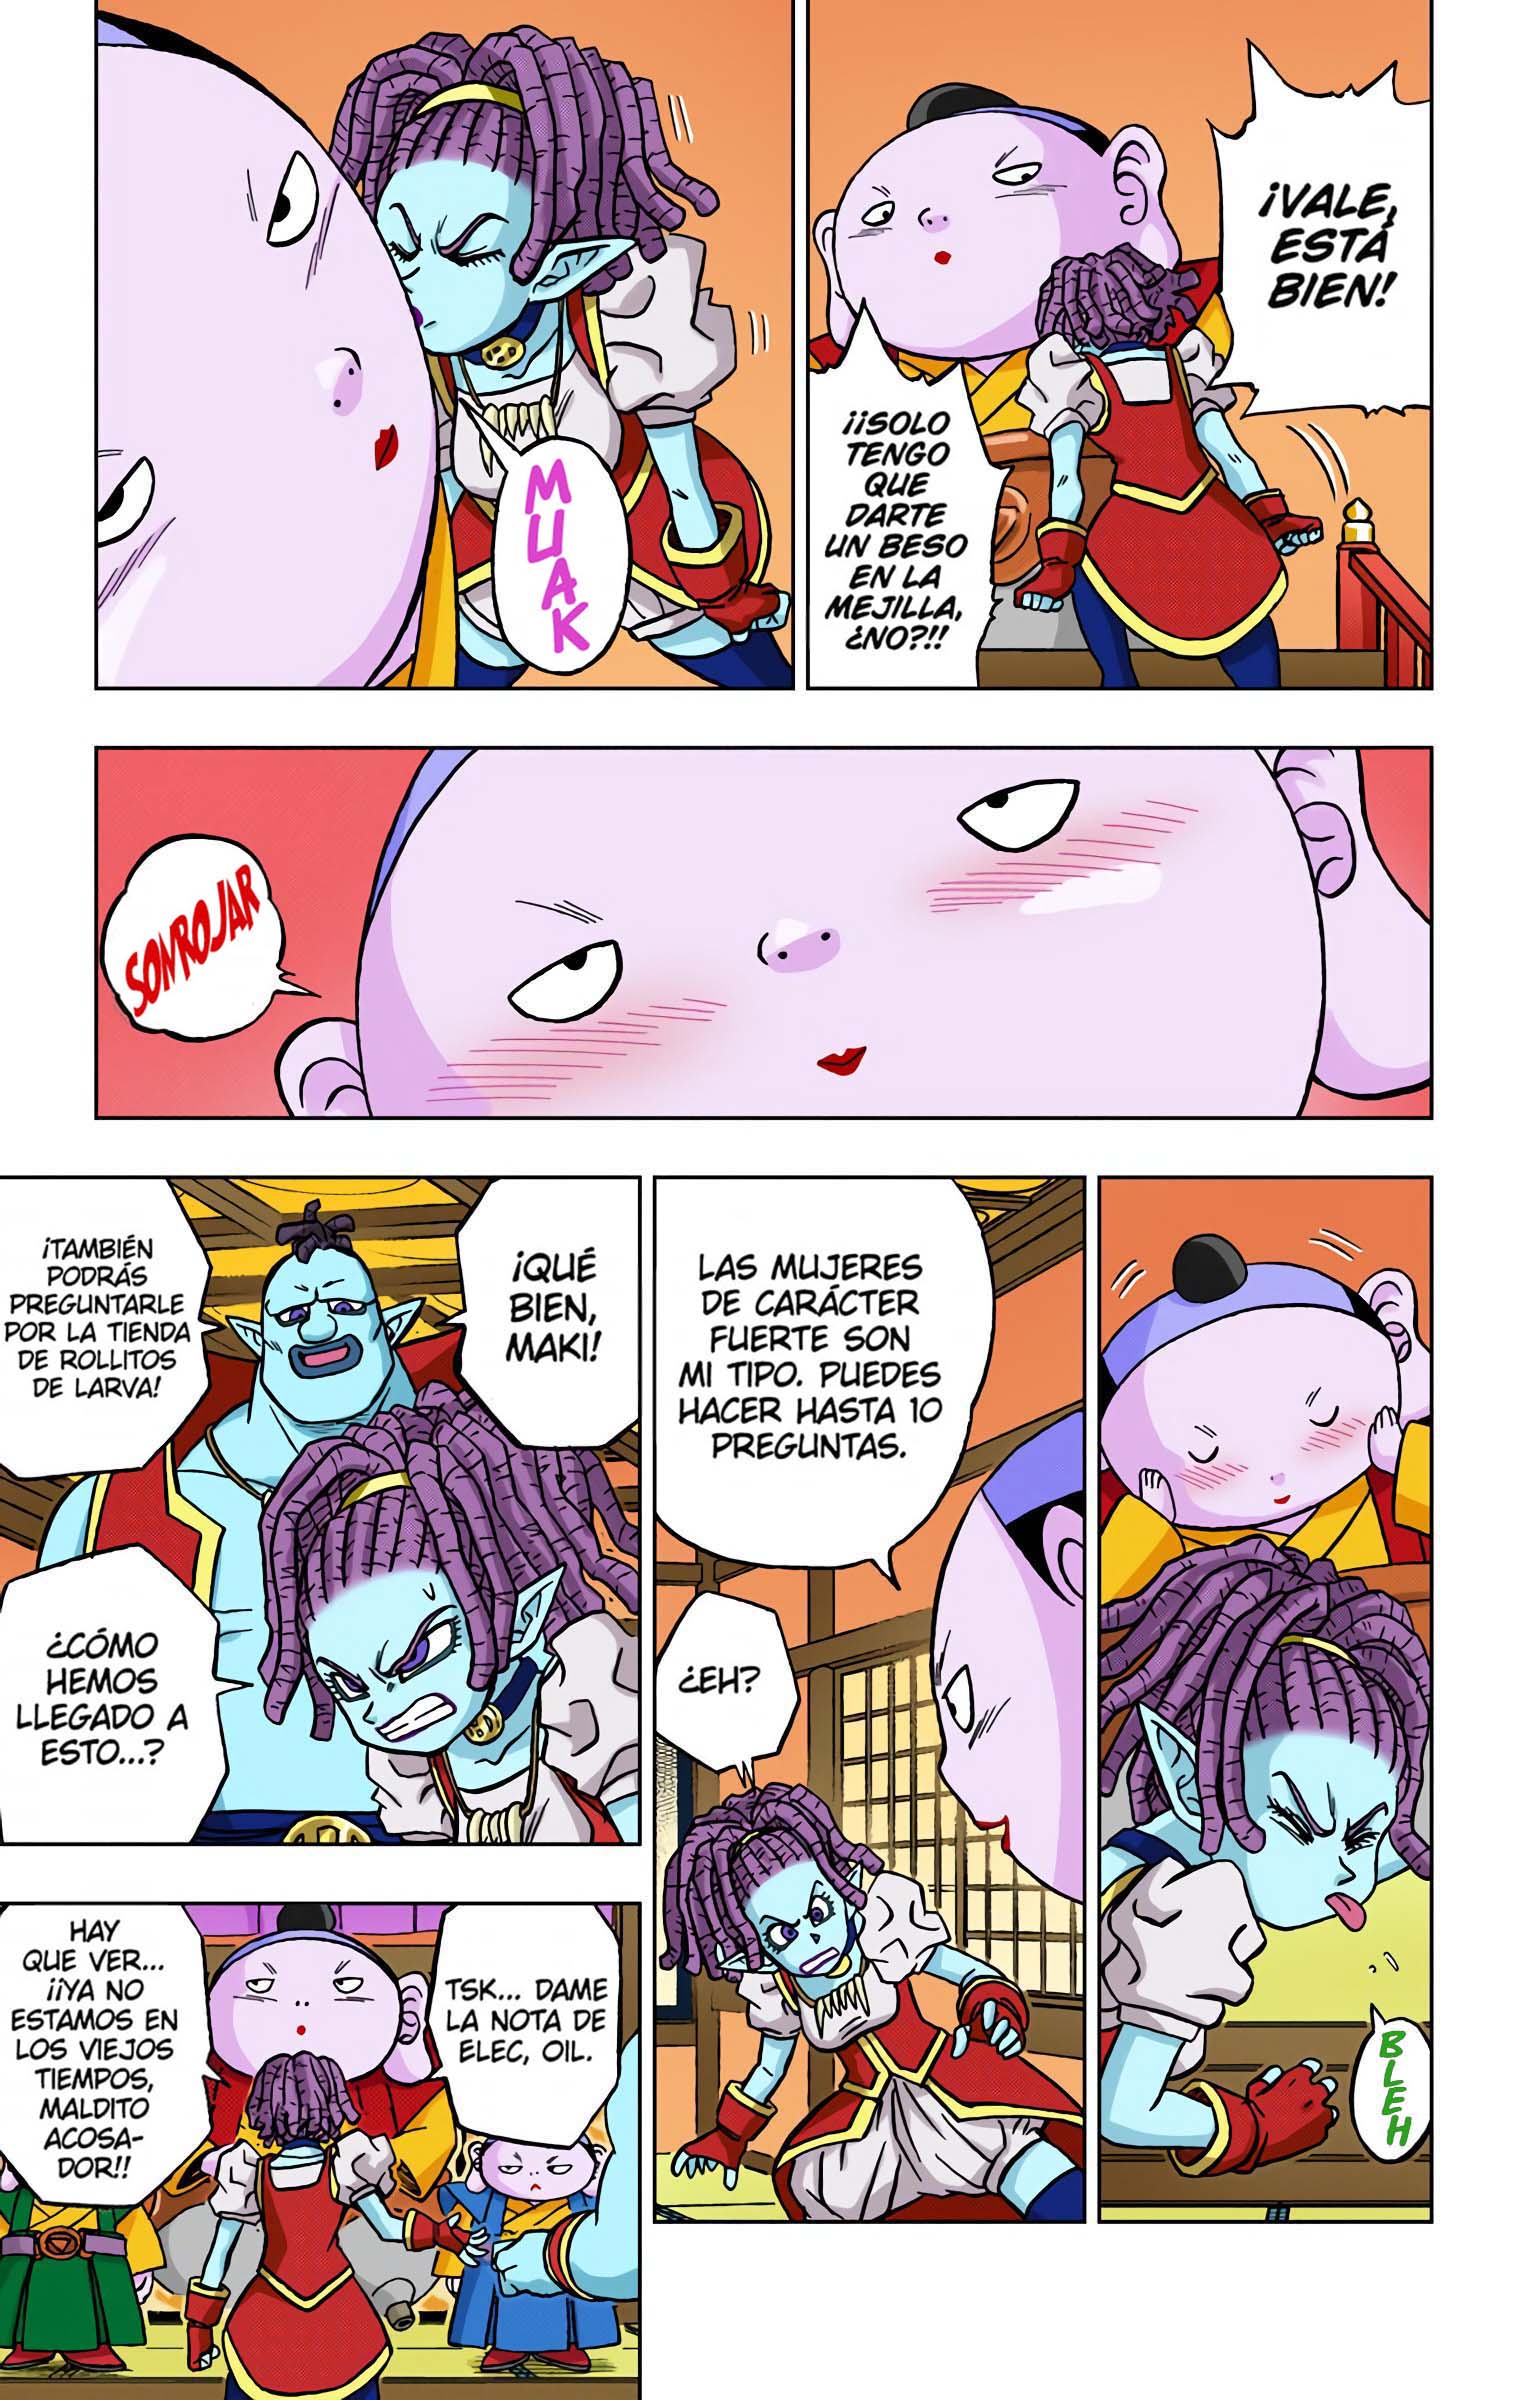 ¡VALE,
ESTÁ
BIEN!
¡¡SOLO
TENGO
QUE
DARTE
UN BESO
EN LA
MEJILLA,
¿NO?!!
MUAK
SONROJAR
BLEH
LAS MUJERES
DE CARÁCTER
FUERTE SON
MI TIPO. PUEDES
HACER HASTA 10
PREGUNTAS.
¿EH?
¡QUÉ
BIEN,
MAKI!
¡TAMBIÉN
PODRÁS
PREGUNTARLE
POR LA TIENDA
DE ROLLITOS
DE LARVA!
¿CÓMO
HEMOS
LLEGADO A
ESTO...?
TSK... DAME
LA NOTA DE
ELEC, OIL.
HAY
QUE VER...
¡¡YA NO
ESTAMOS EN
LOS VIEJOS
TIEMPOS,
MALDITO
ACOSA-
DOR!!